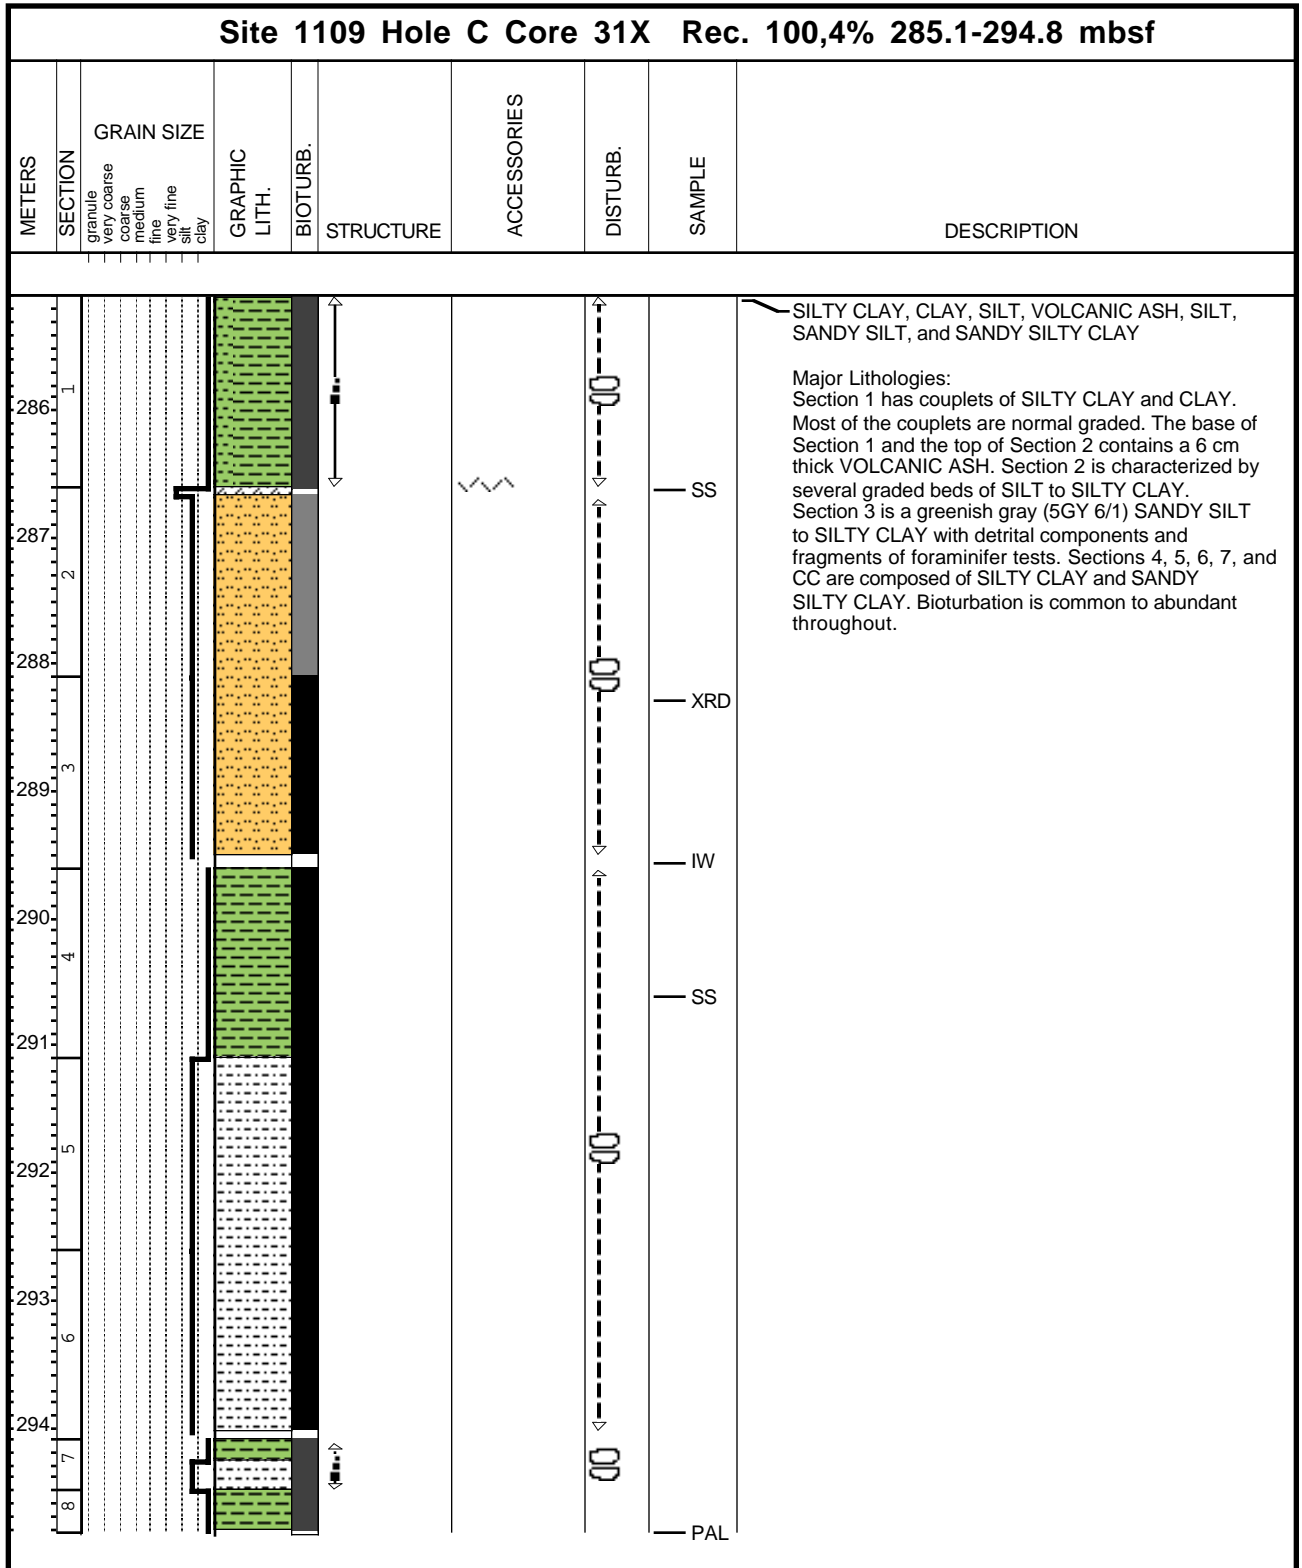 Site 1109 Hole C Core 31X Rec. 100,4% 285.1-294.8 mbsf
METERS
SECTION
GRAIN SIZE
granule
very coarse
coarse
medium
fine
very fine
silt
clay
GRAPHIC
LITH.
BIOTURB.
STRUCTURE
ACCESSORIES
DISTURB.
SAMPLE
DESCRIPTION
SILTY CLAY, CLAY, SILT, VOLCANIC ASH, SILT,
SANDY SILT, and SANDY SILTY CLAY
Major Lithologies:
Section 1 has couplets of SILTY CLAY and CLAY.
Most of the couplets are normal graded. The base of
Section 1 and the top of Section 2 contains a 6 cm
thick VOLCANIC ASH. Section 2 is characterized by
several graded beds of SILT to SILTY CLAY.
Section 3 is a greenish gray (5GY 6/1) SANDY SILT
to SILTY CLAY with detrital components and
fragments of foraminifer tests. Sections 4, 5, 6, 7, and
CC are composed of SILTY CLAY and SANDY
SILTY CLAY. Bioturbation is common to abundant
throughout.
1
286
SS
287
2
288
XRD
3
289
IW
290
4
SS
291
5
292
293
6
294
7
8
PAL